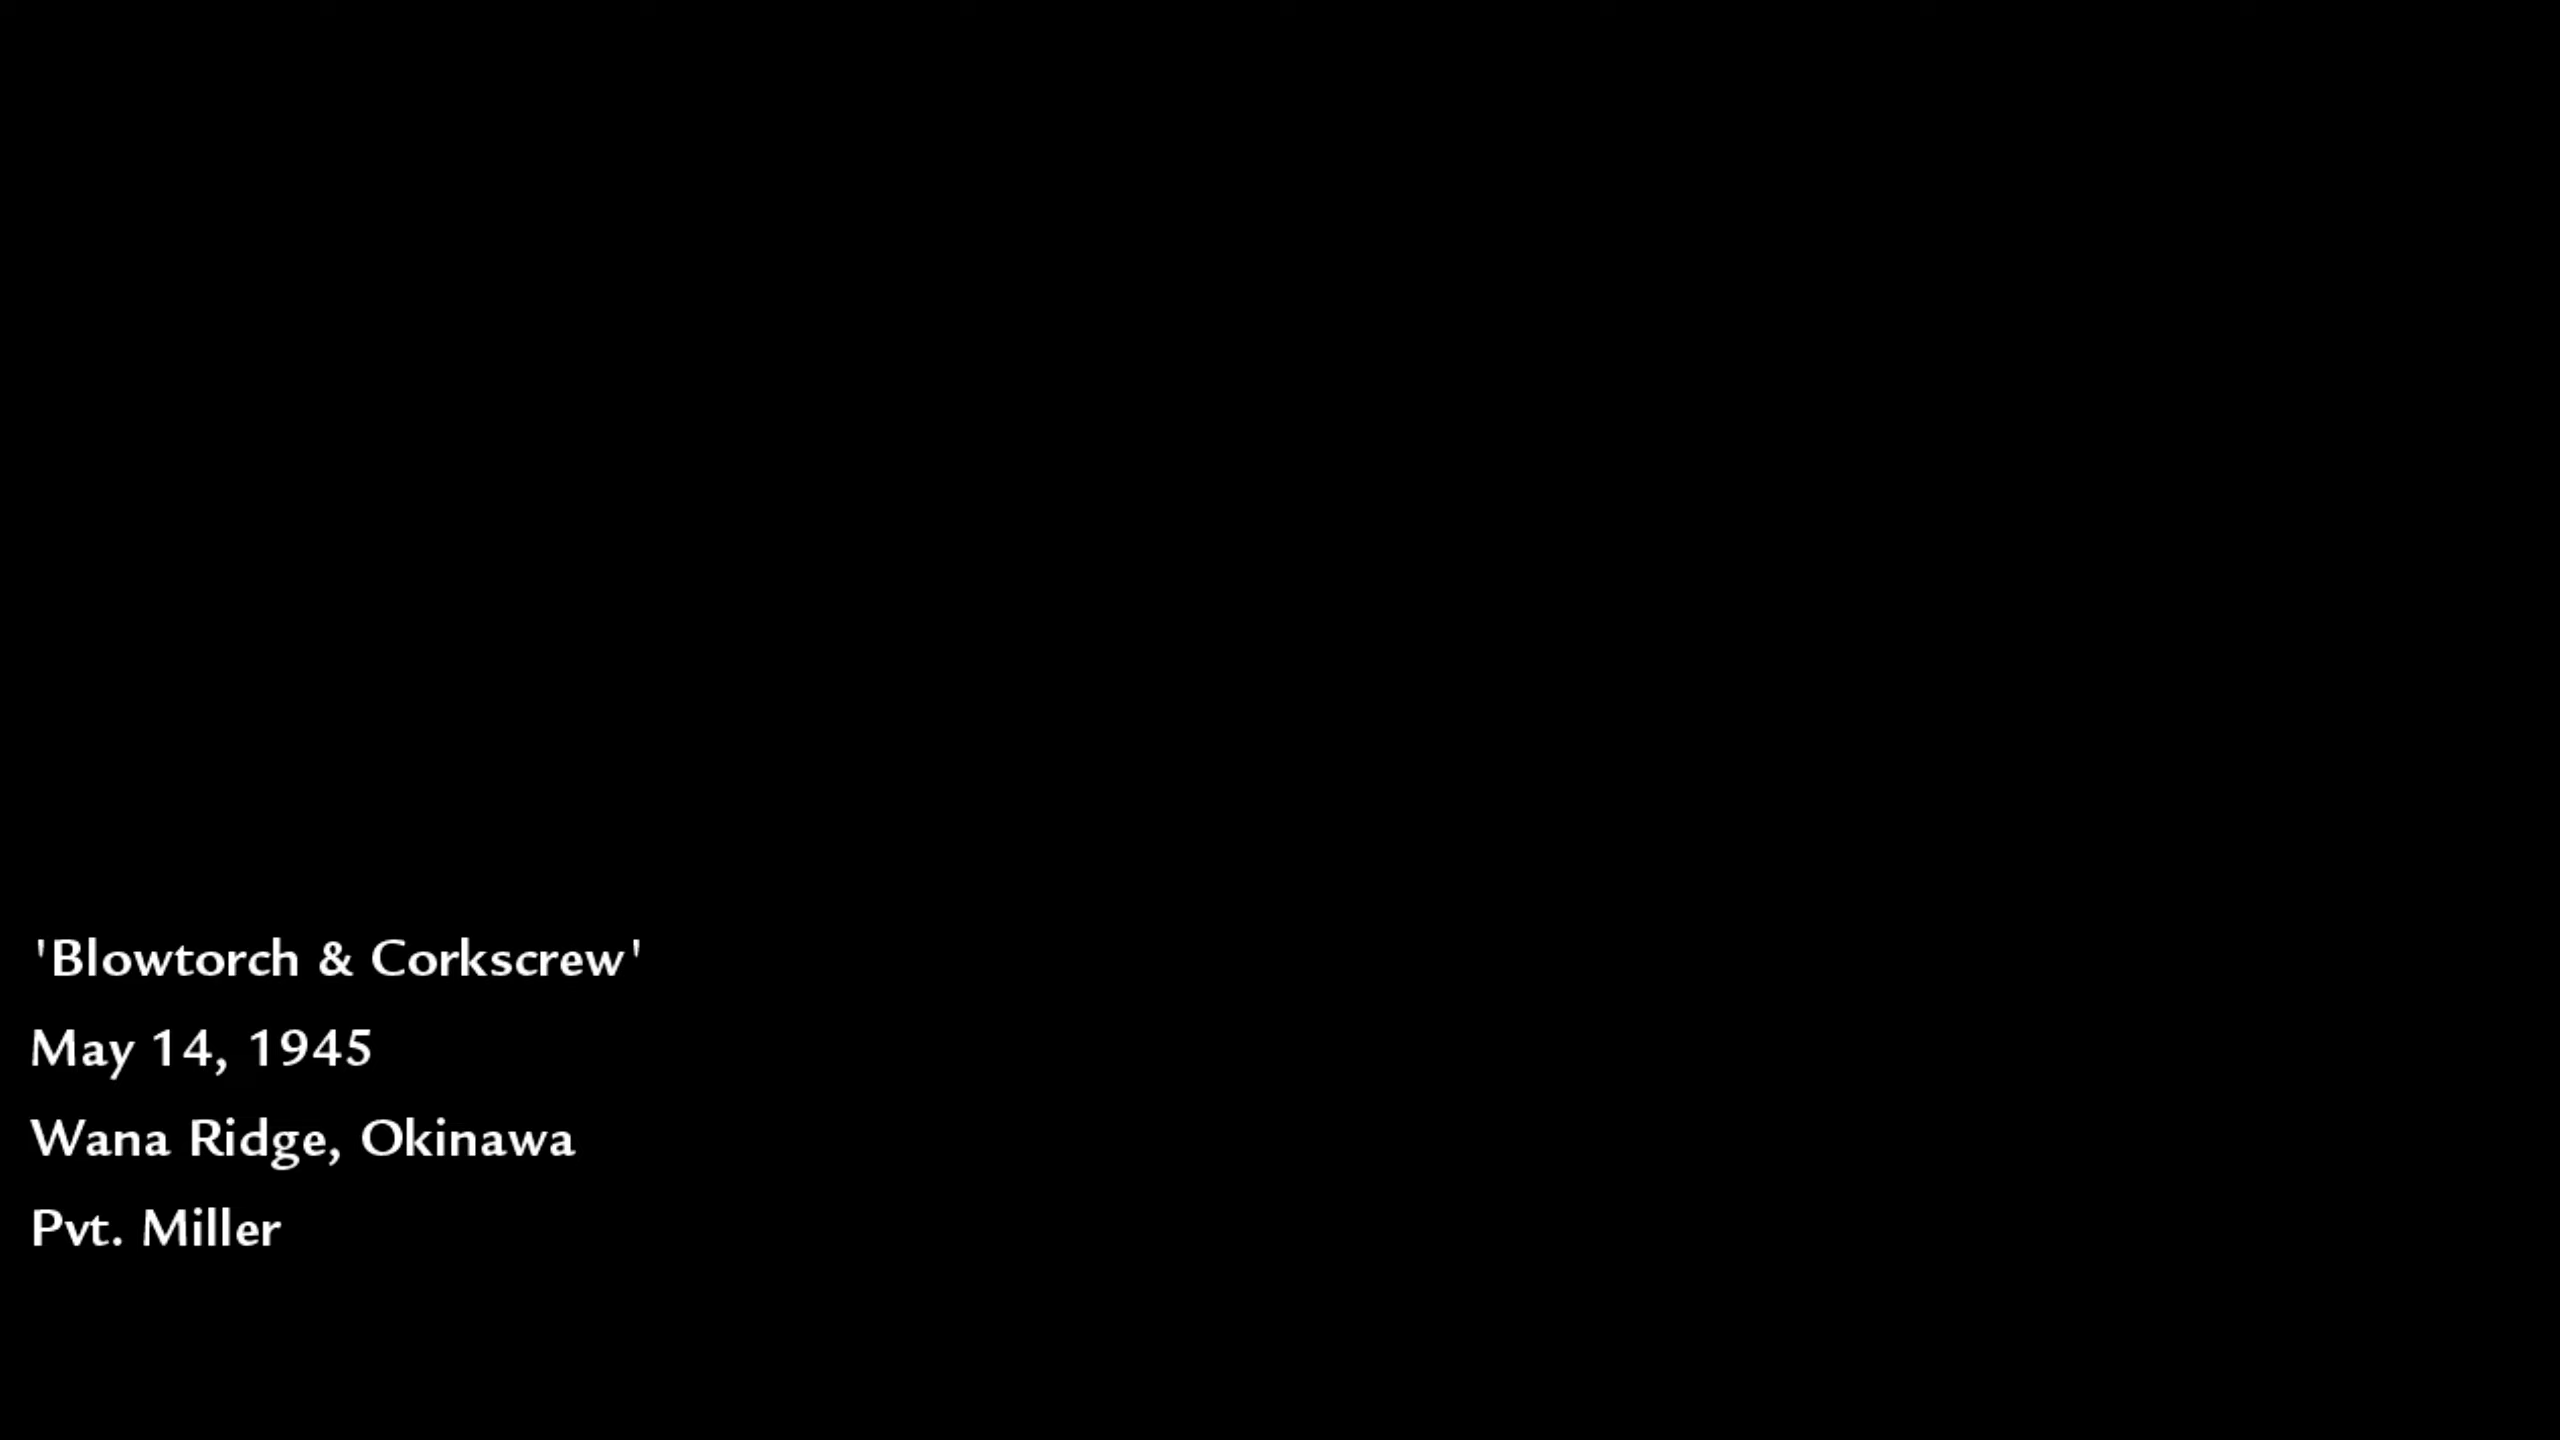 'Blowtorch & Corkscrew'
May 14, 1945
Wana Ridge, Okinawa
Pvt. Miller